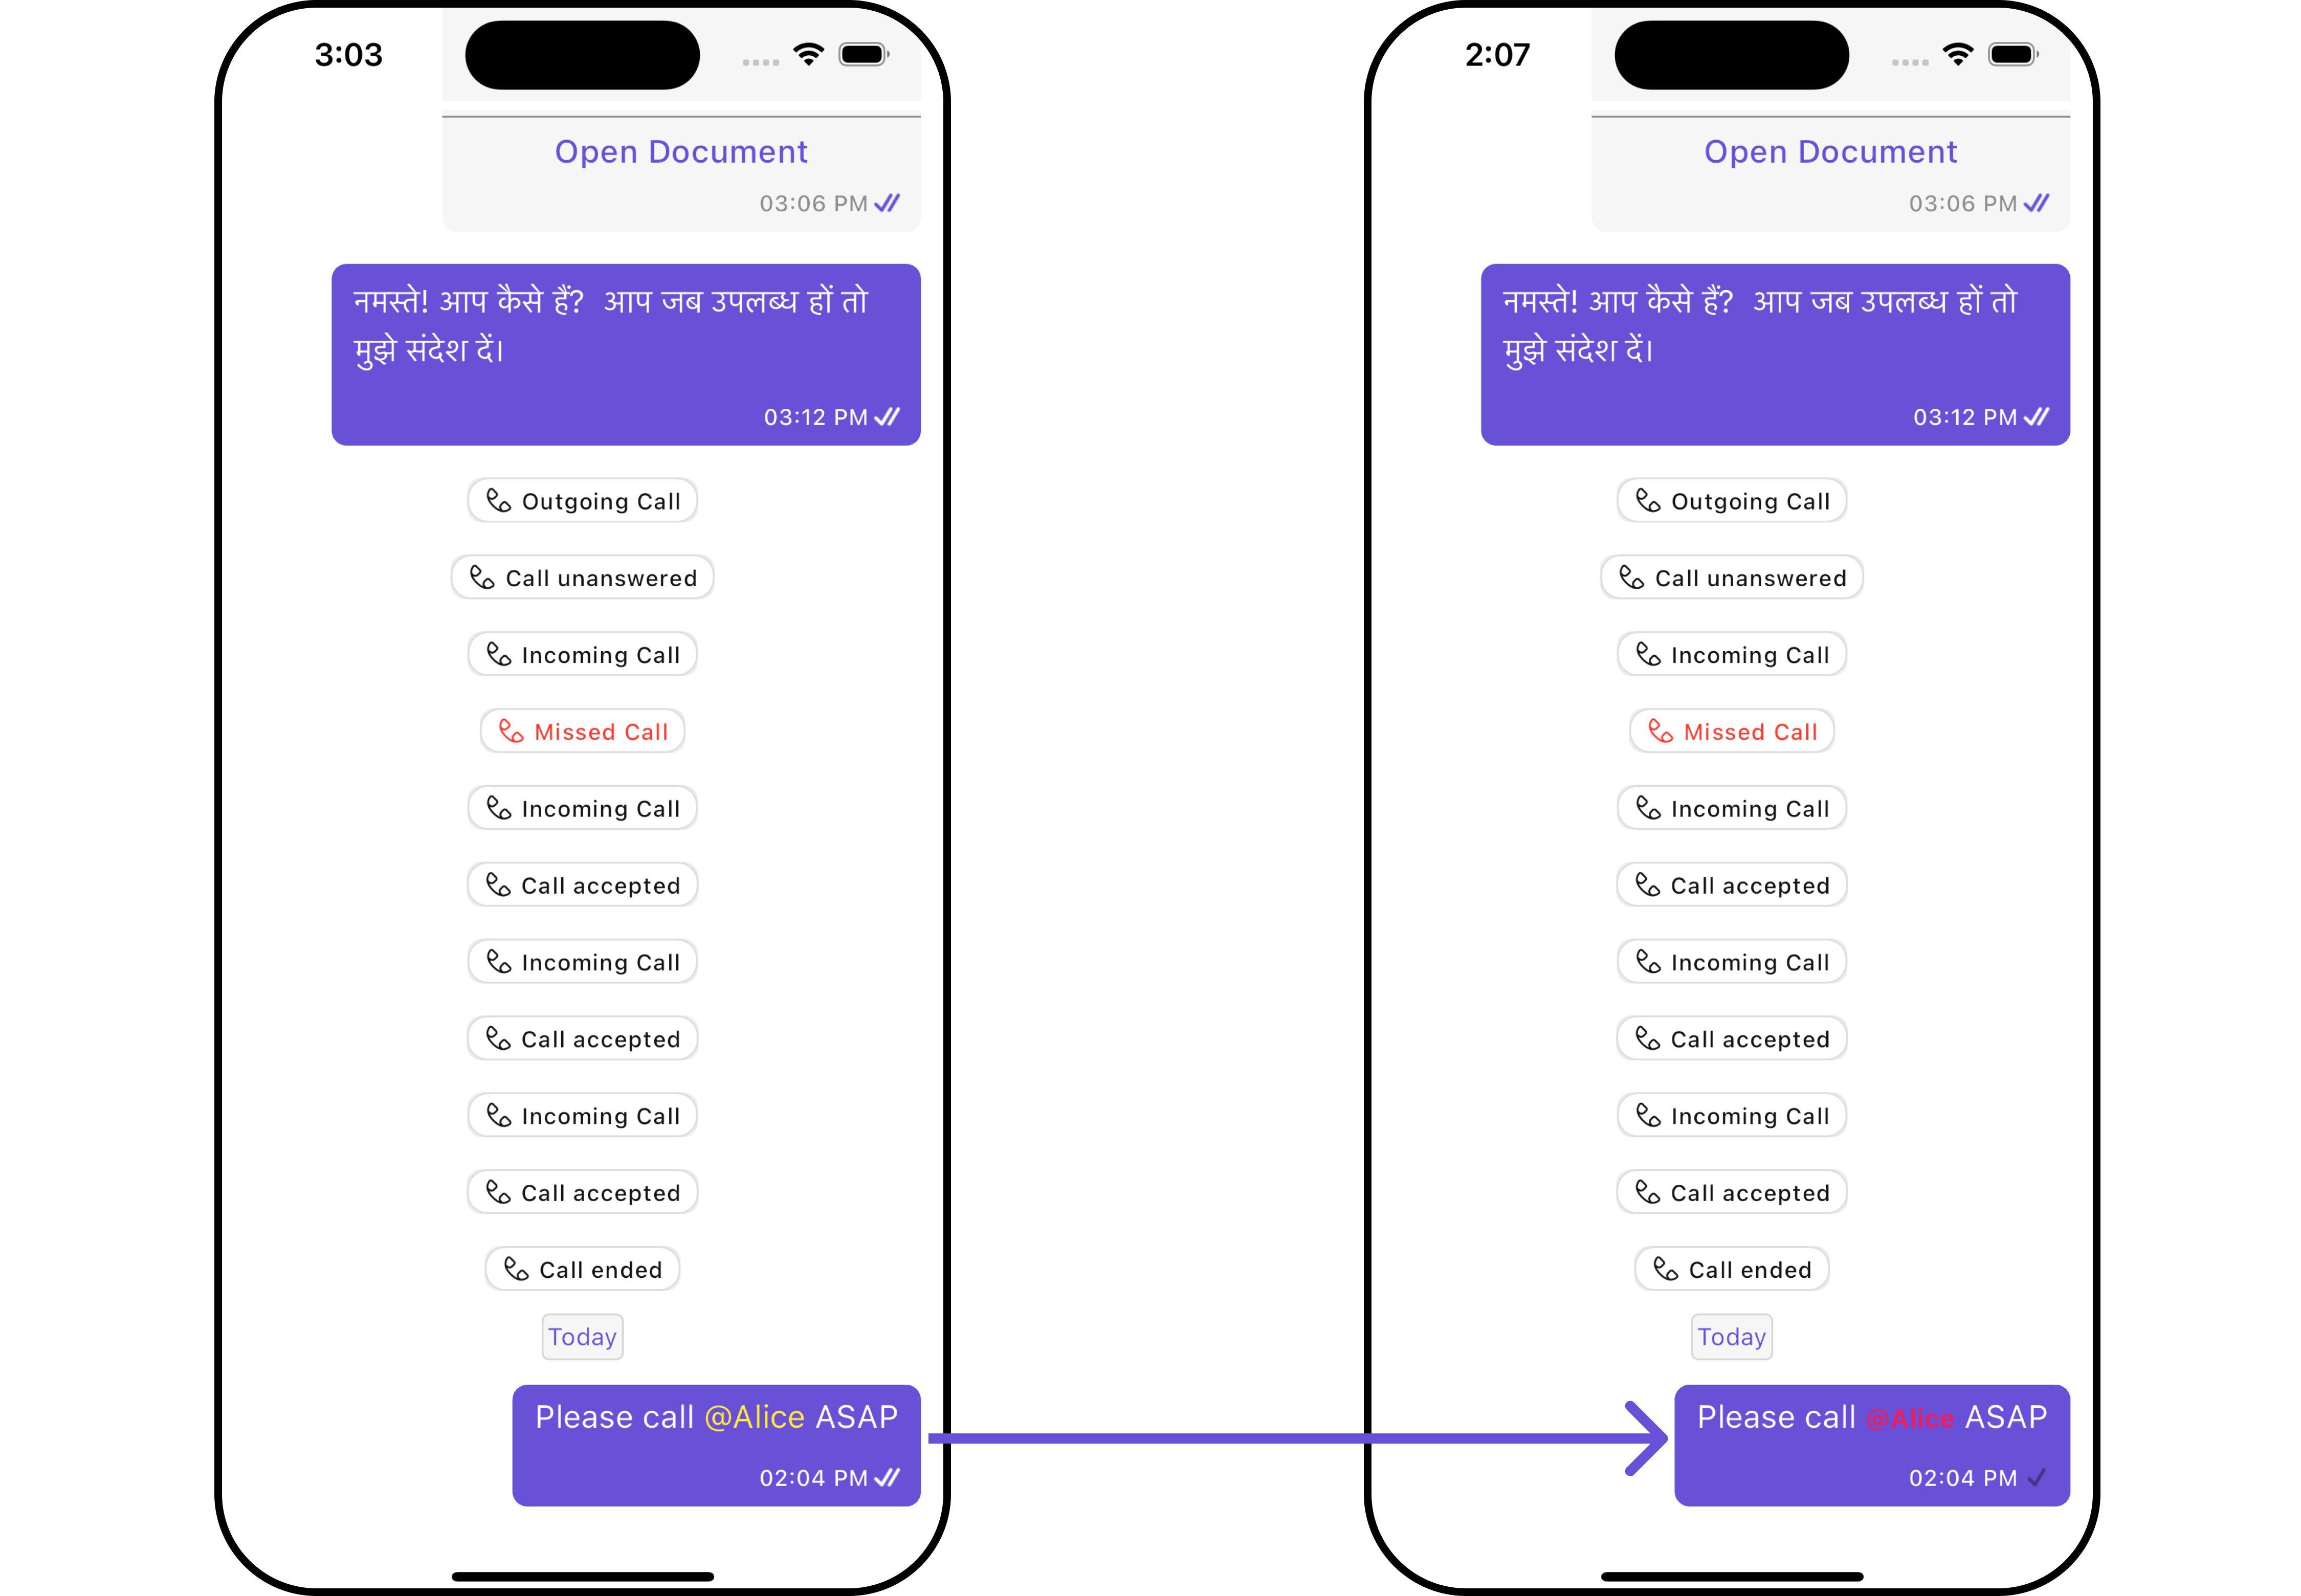 3:03
Open Document
03:06 PM
नमस्ते! आप कैसे हैं? आप जब उपलब्ध हों तो
मुझे संदेश दें।
03:12 PM
Outgoing Call
Call unanswered
Incoming Call
Missed Call
Incoming Call
Call accepted
Incoming Call
Call accepted
Incoming Call
Call accepted
Call ended
Today
Please call @Alice ASAP
02:04 PM
2:07
Open Document
03:06 PM
नमस्ते! आप कैसे हैं? आप जब उपलब्ध हों तो
मुझे संदेश दें।
03:12 PM
Outgoing Call
Call unanswered
Incoming Call
Missed Call
Incoming Call
Call accepted
Incoming Call
Call accepted
Incoming Call
Call accepted
Call ended
Today
Please call @Alice ASAP
02:04 PM